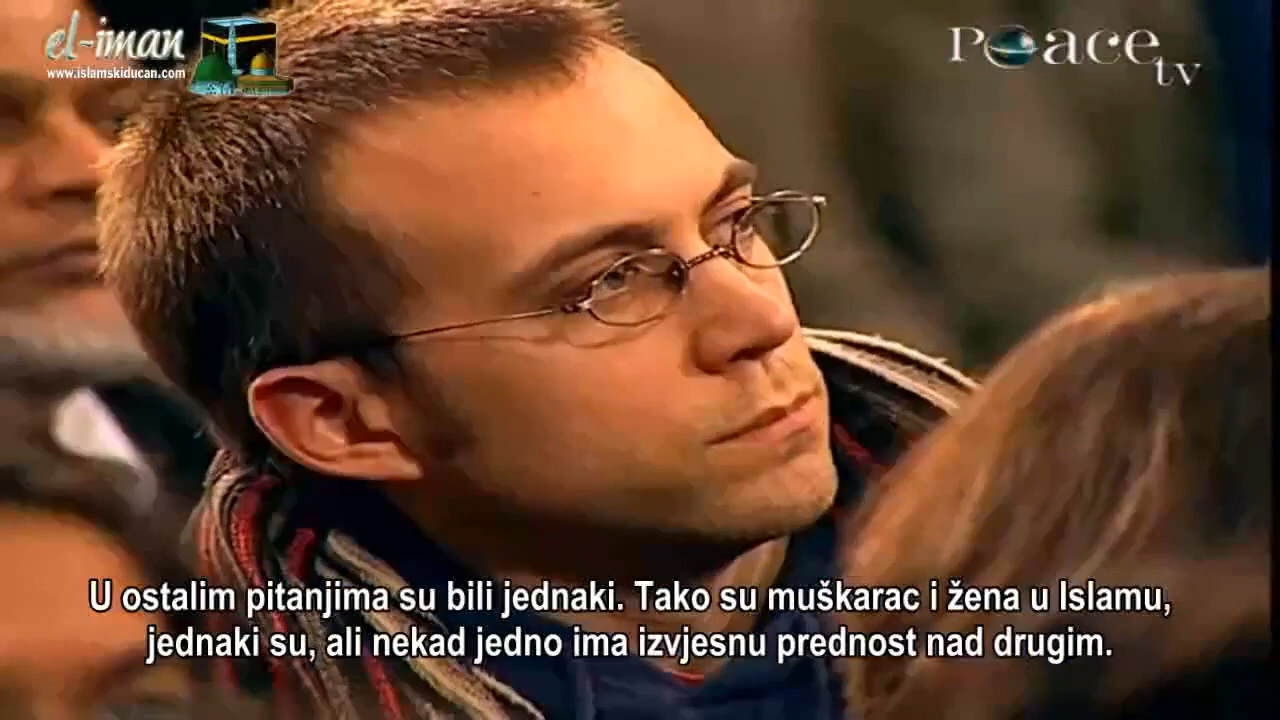 el-iman
www.islamskiducan.com
Peace
tv
U ostalim pitanjima su bili jednaki. Tako su muškarac i žena u Islamu,
jednaki su, ali nekad jedno ima izvjesnu prednost nad drugim.